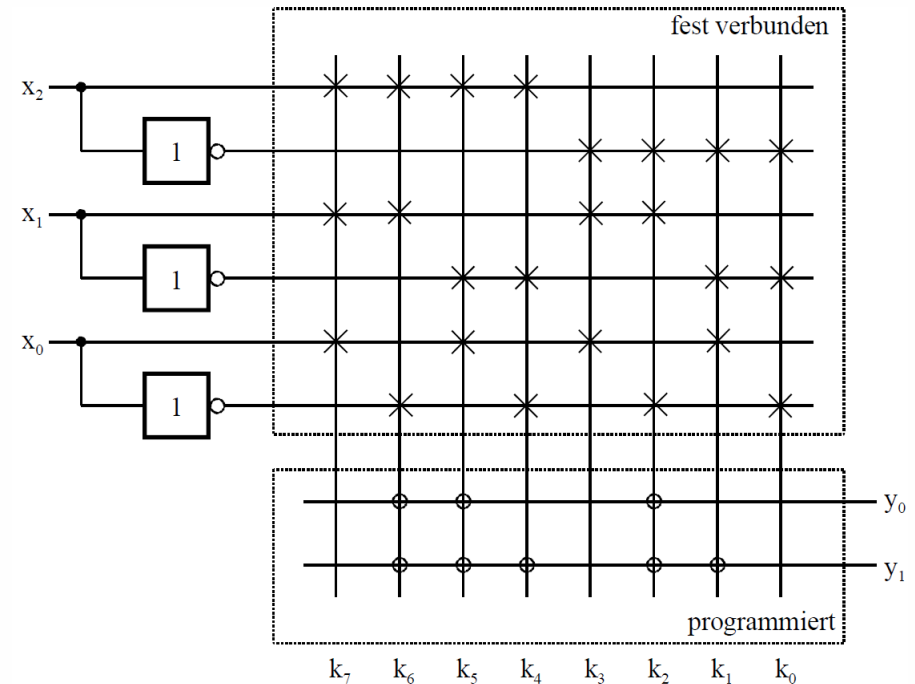 fest verbunden
x₂
1
x₁
1
x₀
1
y₀
y₁
programmiert
k₇ k₆ k₅ k₄ k₃ k₂ k₁ k₀